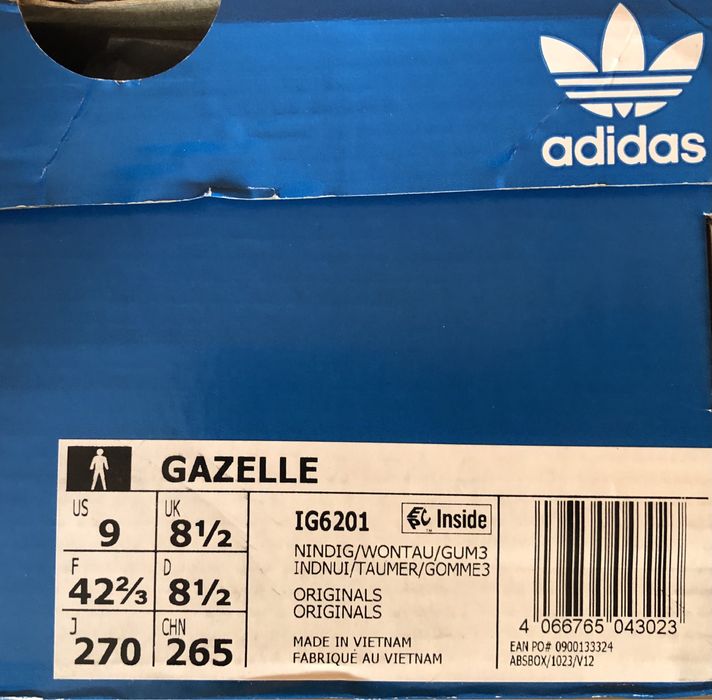 adidas
GAZELLE
US 9
UK 8½
F 42⅔
D 8½
J 270
CHN 265
IG6201
Inside
NINDIG/WONTAU/GUM3
INDNUI/TAUMER/GOMME3
ORIGINALS
ORIGINALS
MADE IN VIETNAM
FABRIQUÉ AU VIETNAM
4 066765 043023
EAN PO# 0900133324
ABSBOX/1023/V12